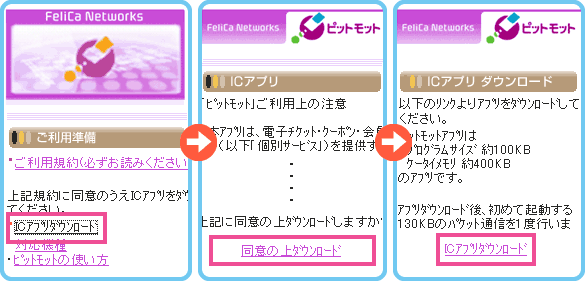 FeliCa Networks
ご利用準備
・ご利用規約(必ずお読みください
上記規約に同意のうえICアプリをダウ
てください。
・ICアプリダウンロード
・対応機種
・ピットモットの使い方
FeliCa Networks
ピットモット
ICアプリ
「ピットモット」ご利用上の注意
本アプリは、電子チケット・クーポン・会員
(以下「個別サービス」)を提供す
上記に同意の上ダウンロードしますか
同意の上ダウンロード
FeliCa Networks
ピットモット
ICアプリ ダウンロード
以下のリンクよりアプリをダウンロードして
ください。
ピットモットアプリは
プログラムサイズ 約100KB
ケータイメモリ 約400KB
のアプリです。
アプリダウンロード後、初めて起動する
130KBのパケット通信を1度行いま
ICアプリダウンロード